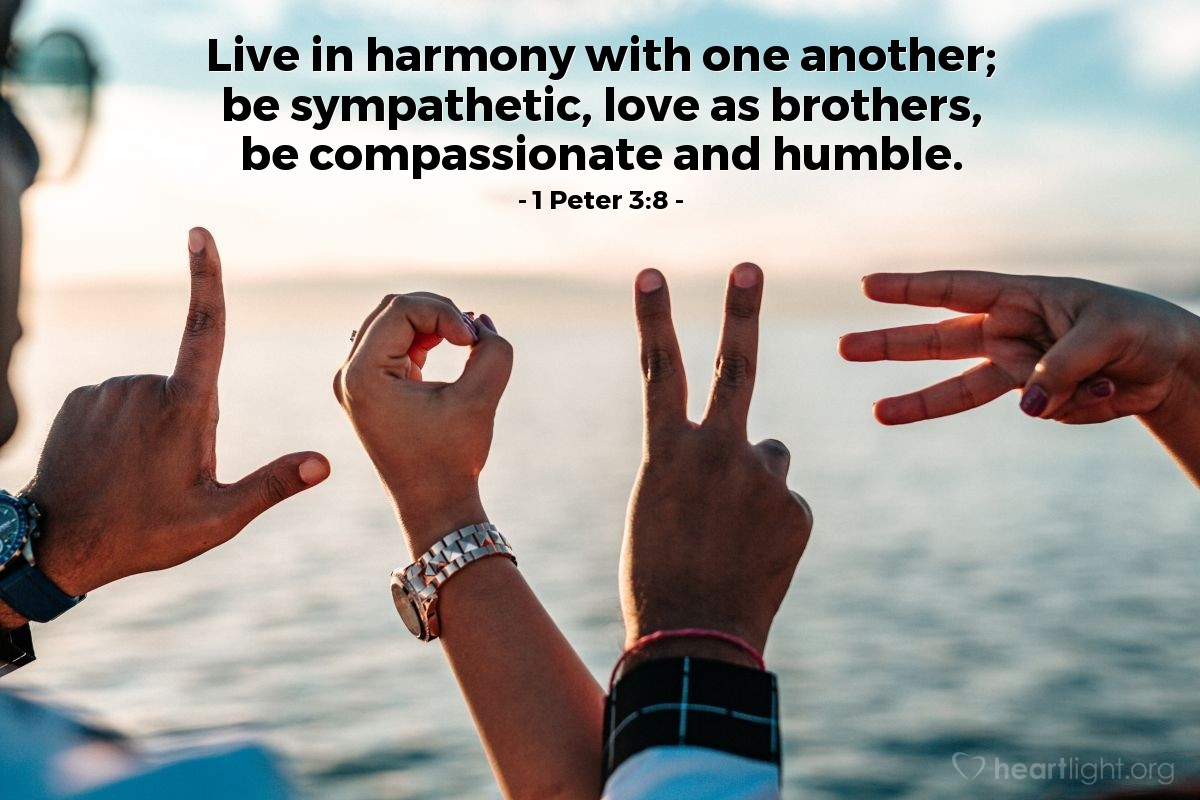 Live in harmony with one another;
be sympathetic, love as brothers,
be compassionate and humble.
- 1 Peter 3:8 -
heartlight.org